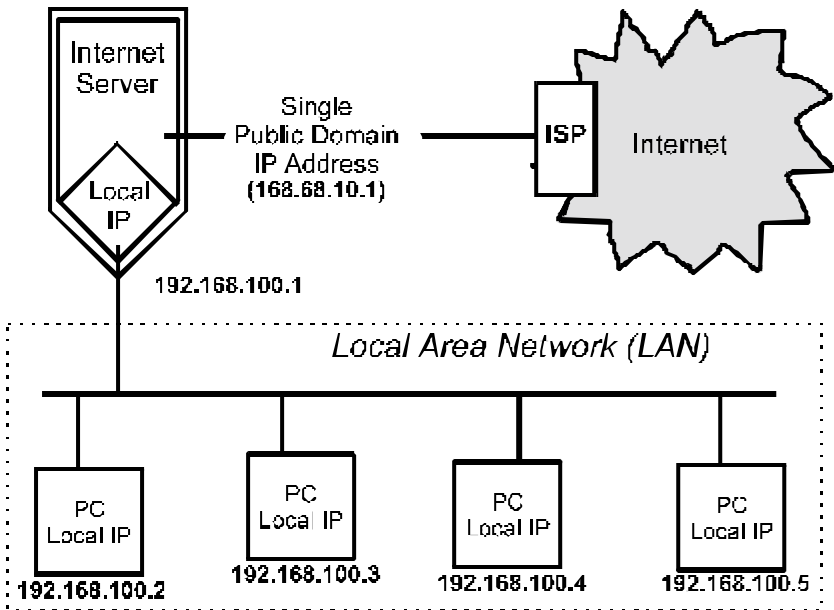 Internet
Server
Local
IP
Single
Public Domain
IP Address
(168.68.10.1)
ISP
Internet
192.168.100.1
Local Area Network (LAN)
PC
Local IP
192.168.100.2
PC
Local IP
192.168.100.3
PC
Local IP
192.168.100.4
PC
Local IP
192.168.100.5